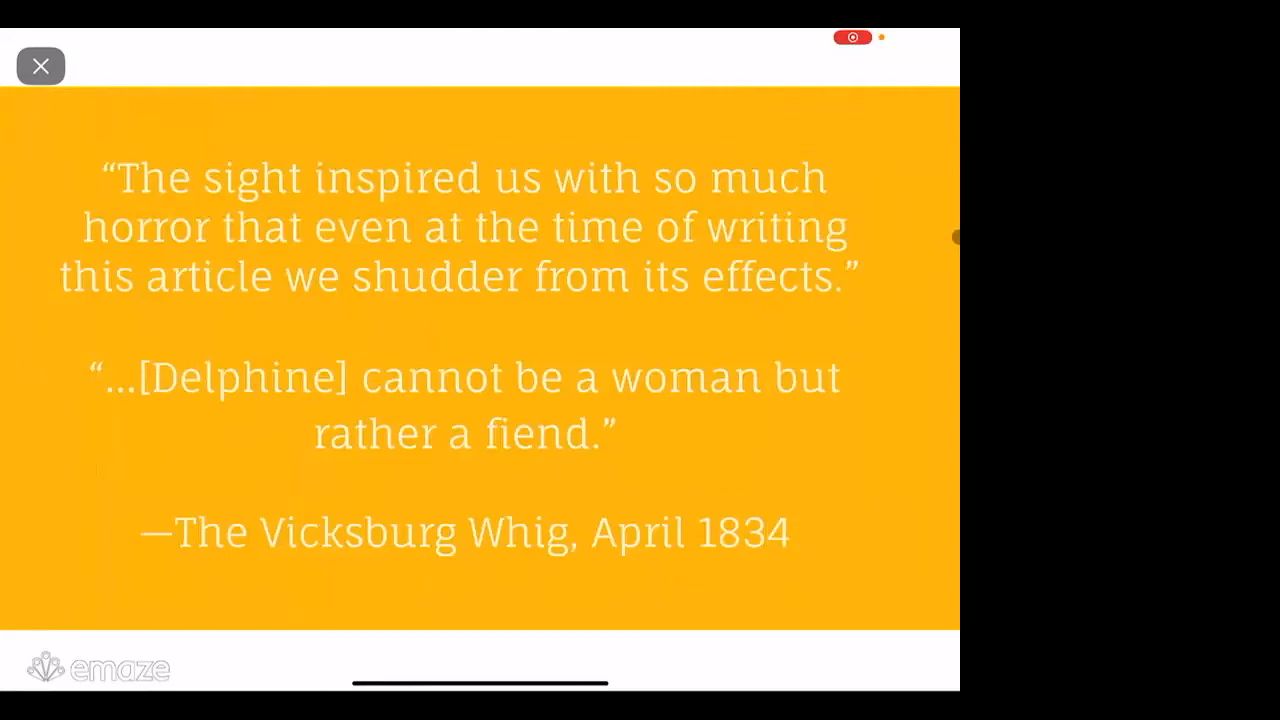 “The sight inspired us with so much
horror that even at the time of writing
this article we shudder from its effects.”
“...[Delphine] cannot be a woman but
rather a fiend.”
—The Vicksburg Whig, April 1834
emaze